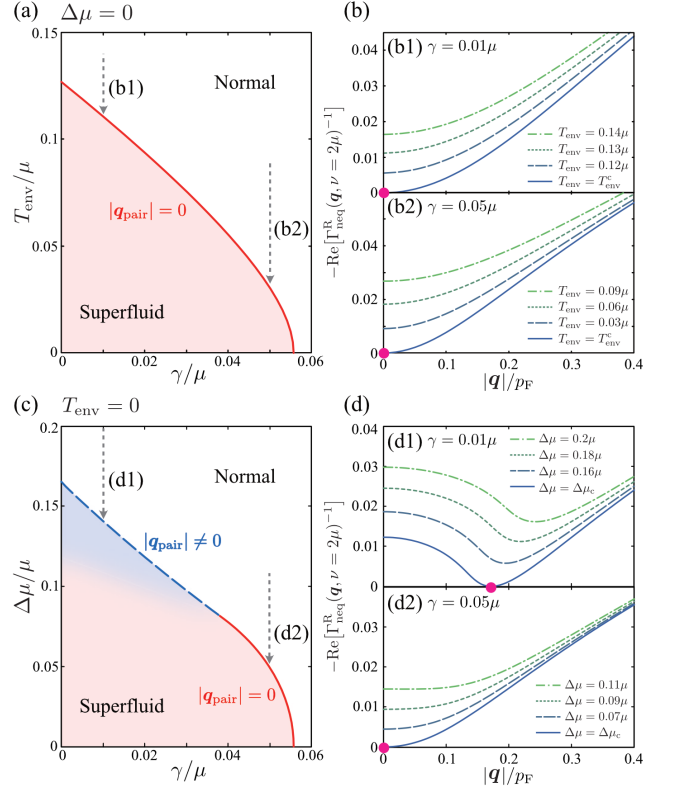 (a) Δμ = 0
0.15
0.1
0.05
0
0 0.02 0.04 0.06
T_env/μ
γ/μ
(b1)
Normal
(b2)
|q_pair| = 0
Superfluid
(b)
(b1) γ = 0.01μ
0.04
0.03
0.02
0.01
0
T_env = 0.14μ
T_env = 0.13μ
T_env = 0.12μ
T_env = T^c_env
(b2) γ = 0.05μ
0.04
0.02
0
T_env = 0.09μ
T_env = 0.06μ
T_env = 0.03μ
T_env = T^c_env
0 0.1 0.2 0.3 0.4
|q|/p_F
−Re[Γ^R_neq(q, ν = 2μ)^{−1}]
(c) T_env = 0
0.2
0.15
0.1
0.05
0
0 0.02 0.04 0.06
Δμ/μ
γ/μ
(d1)
Normal
|q_pair| ≠ 0
(d2)
|q_pair| = 0
Superfluid
(d)
(d1) γ = 0.01μ
0.04
0.03
0.02
0.01
0
Δμ = 0.2μ
Δμ = 0.18μ
Δμ = 0.16μ
Δμ = Δμ_c
(d2) γ = 0.05μ
0.03
0.02
0.01
0
Δμ = 0.11μ
Δμ = 0.09μ
Δμ = 0.07μ
Δμ = Δμ_c
0 0.1 0.2 0.3 0.4
|q|/p_F
−Re[Γ^R_neq(q, ν = 2μ)^{−1}]